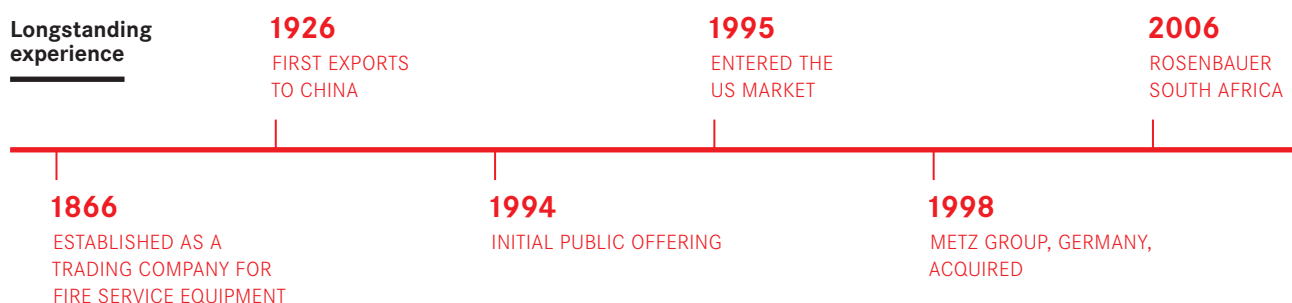 Longstanding
experience
1926
FIRST EXPORTS
TO CHINA
1995
ENTERED THE
US MARKET
2006
ROSENBAUER
SOUTH AFRICA
1866
ESTABLISHED AS A
TRADING COMPANY FOR
FIRE SERVICE EQUIPMENT
1994
INITIAL PUBLIC OFFERING
1998
METZ GROUP, GERMANY,
ACQUIRED